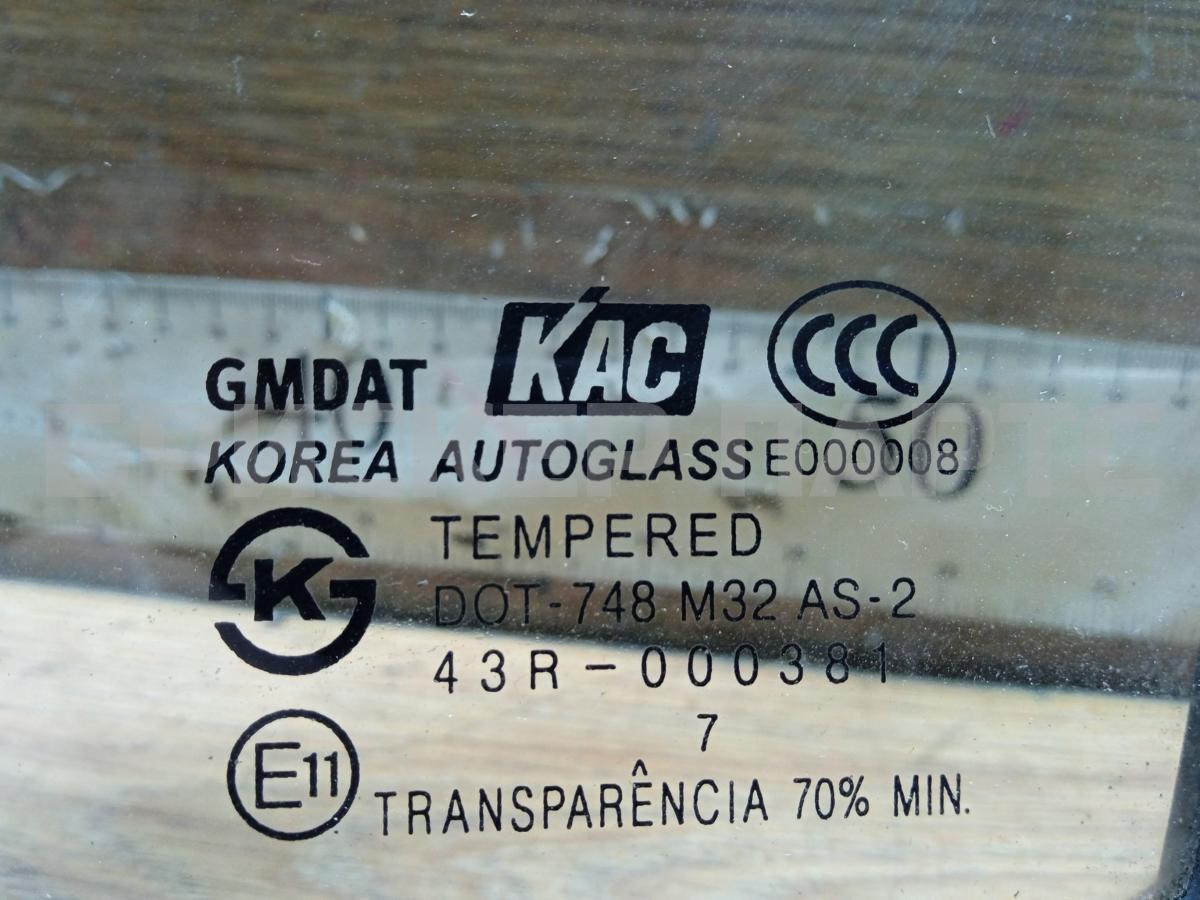 GMDAT KAC CCC
KOREA AUTOGLASS E000008
K
TEMPERED
DOT-748 M32 AS-2
43R-000381
7
E11
TRANSPARÊNCIA 70% MIN.